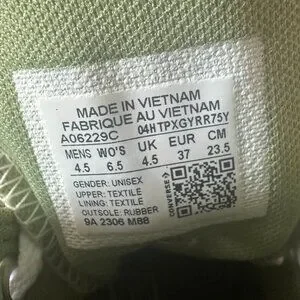 MADE IN VIETNAM
FABRIQUE AU VIETNAM
A06229C 04HTPXGYRR75Y
MENS WO'S UK EUR CM
4.5 6.5 4.5 37 23.5
GENDER: UNISEX
UPPER: TEXTILE
LINING: TEXTILE
OUTSOLE: RUBBER
9A 2306 M88
CONVERSE